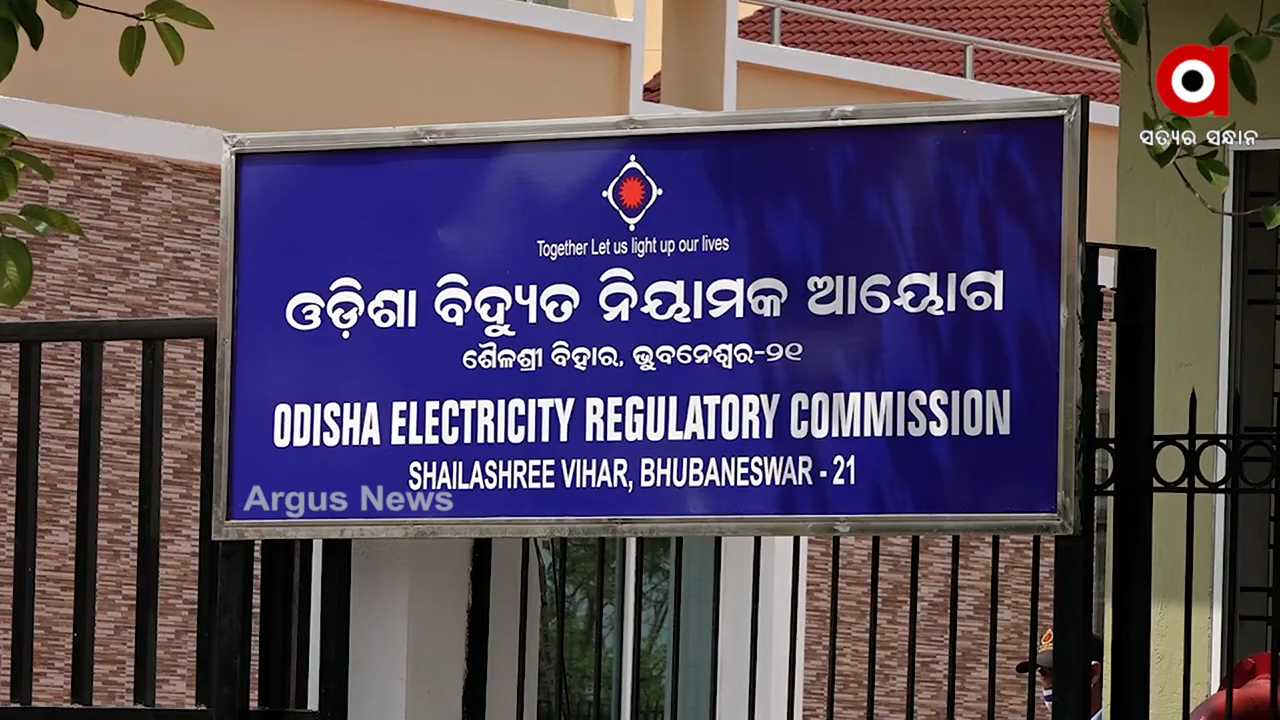 ସତ୍ୟର ସନ୍ଧାନ
Together Let us light up our lives
ଓଡ଼ିଶା ବିଦ୍ୟୁତ ନିୟାମକ ଆୟୋଗ
ଶୈଳଶ୍ରୀ ବିହାର, ଭୁବନେଶ୍ୱର-୨୧
ODISHA ELECTRICITY REGULATORY COMMISSION
SHAILASHREE VIHAR, BHUBANESWAR - 21
Argus News